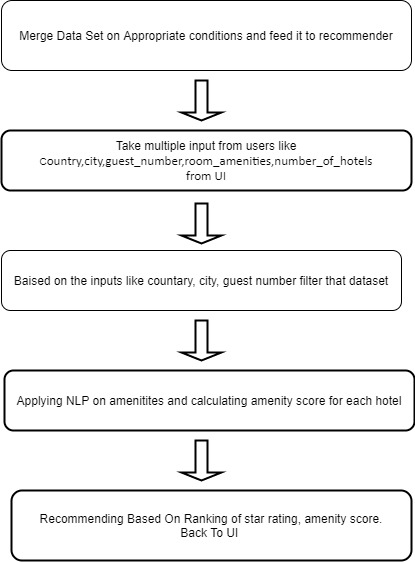 Merge Data Set on Appropriate conditions and feed it to recommender
Take multiple input from users like
Country,city,guest_number,room_amenities,number_of_hotels
from UI
Baised on the inputs like countary, city, guest number filter that dataset
Applying NLP on amenitites and calculating amenity score for each hotel
Recommending Based On Ranking of star rating, amenity score.
Back To UI